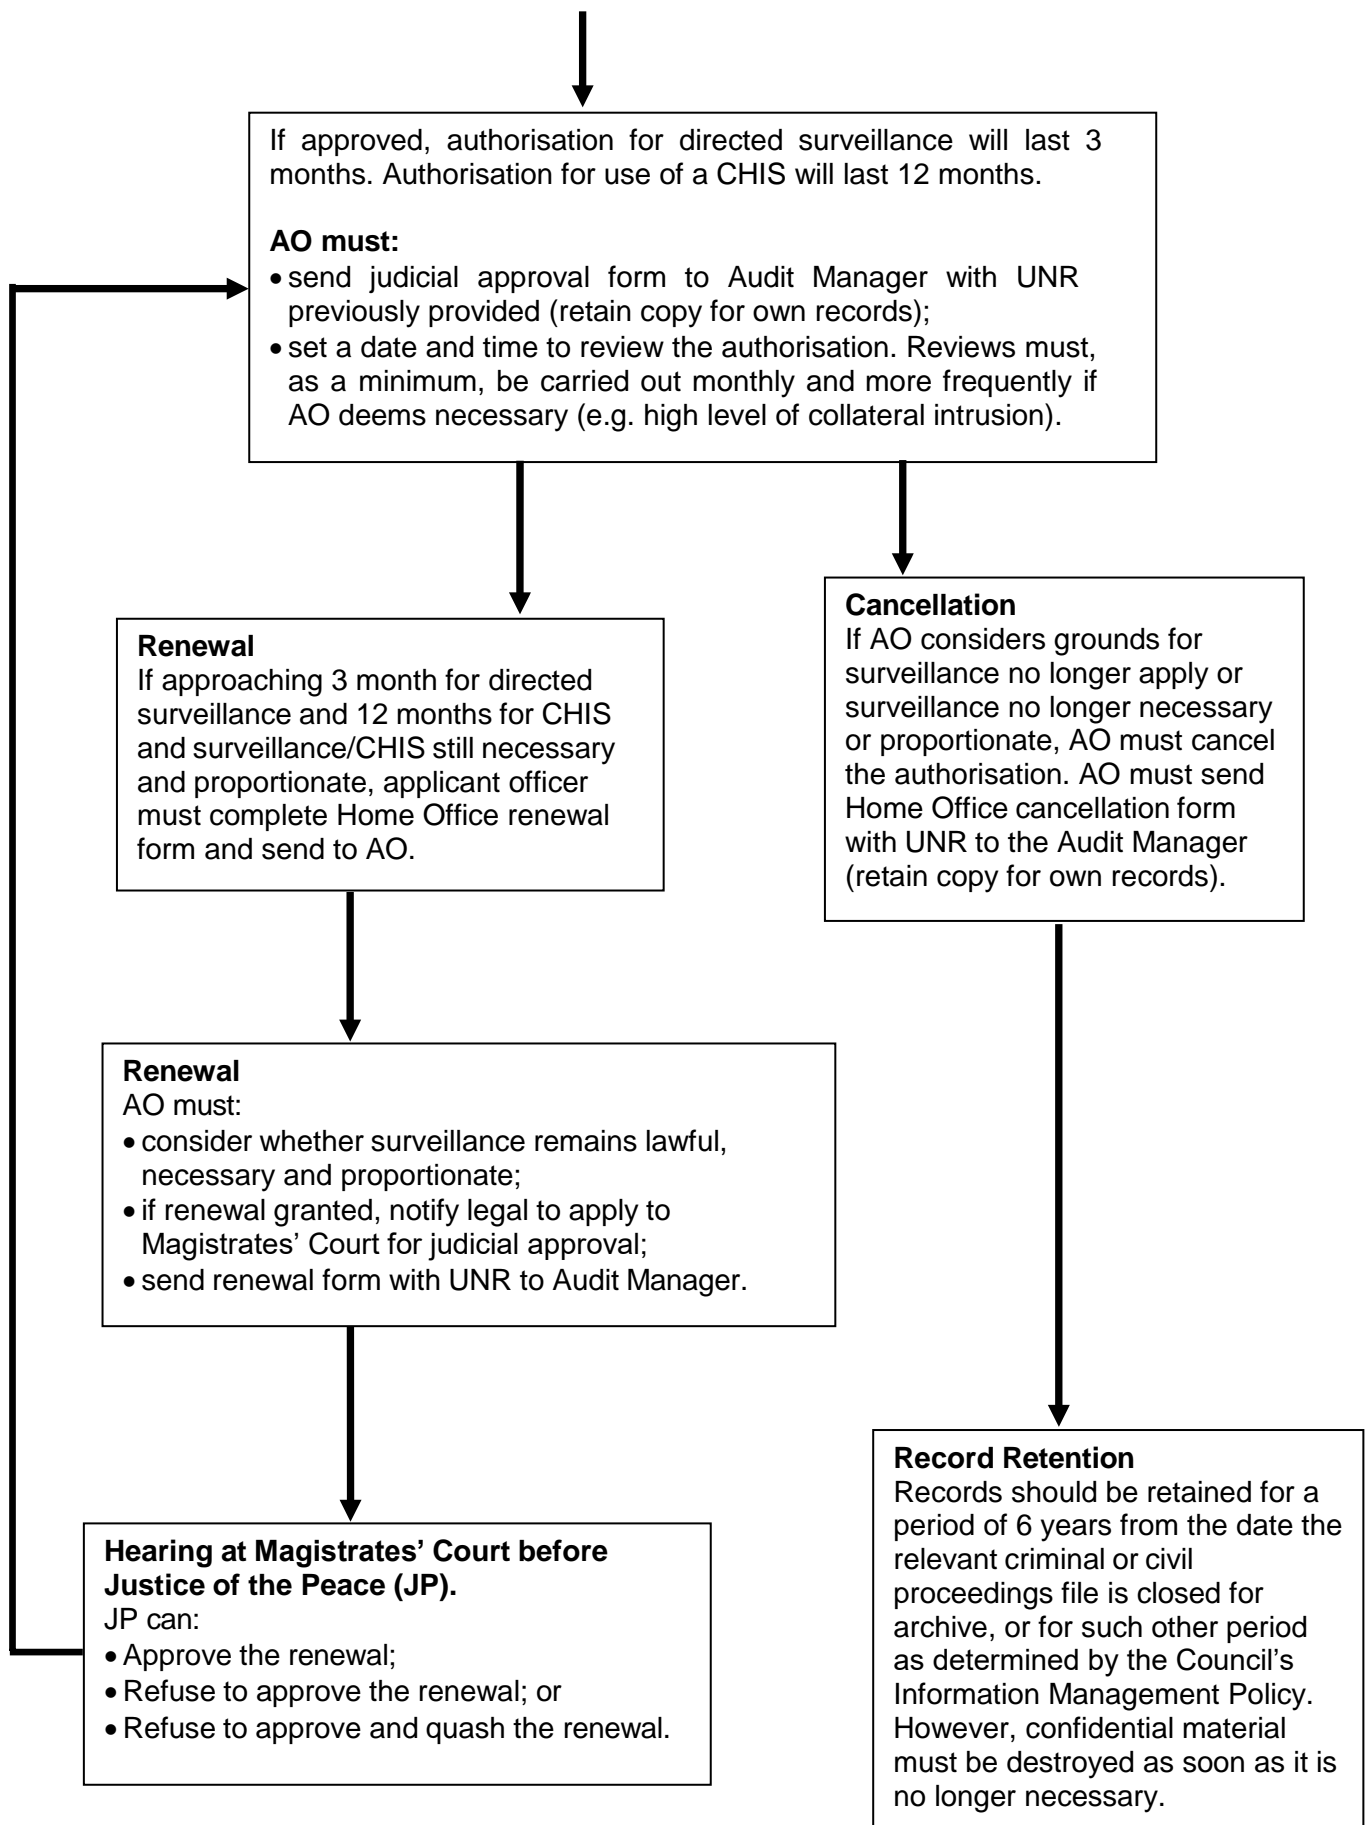 If approved, authorisation for directed surveillance will last 3
months. Authorisation for use of a CHIS will last 12 months.
AO must:
• send judicial approval form to Audit Manager with UNR
previously provided (retain copy for own records);
• set a date and time to review the authorisation. Reviews must,
as a minimum, be carried out monthly and more frequently if
AO deems necessary (e.g. high level of collateral intrusion).
Renewal
If approaching 3 month for directed
surveillance and 12 months for CHIS
and surveillance/CHIS still necessary
and proportionate, applicant officer
must complete Home Office renewal
form and send to AO.
Cancellation
If AO considers grounds for
surveillance no longer apply or
surveillance no longer necessary
or proportionate, AO must cancel
the authorisation. AO must send
Home Office cancellation form
with UNR to the Audit Manager
(retain copy for own records).
Renewal
AO must:
• consider whether surveillance remains lawful,
necessary and proportionate;
• if renewal granted, notify legal to apply to
Magistrates’ Court for judicial approval;
• send renewal form with UNR to Audit Manager.
Hearing at Magistrates’ Court before
Justice of the Peace (JP).
JP can:
• Approve the renewal;
• Refuse to approve the renewal; or
• Refuse to approve and quash the renewal.
Record Retention
Records should be retained for a
period of 6 years from the date the
relevant criminal or civil
proceedings file is closed for
archive, or for such other period
as determined by the Council’s
Information Management Policy.
However, confidential material
must be destroyed as soon as it is
no longer necessary.